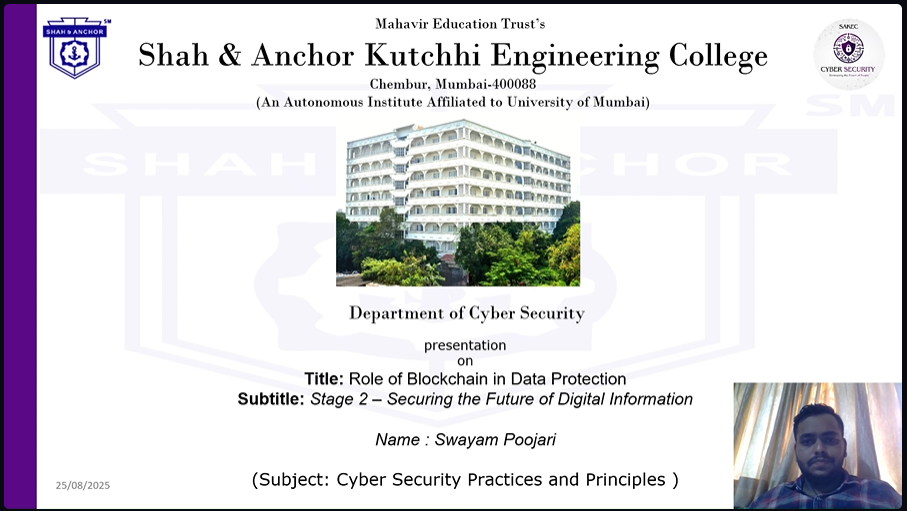 Mahavir Education Trust's
SHAH & ANCHOR
SM
Shah & Anchor Kutchhi Engineering College
SAKEC
CYBER SECURITY
Chembur, Mumbai-400088
(An Autonomous Institute Affiliated to University of Mumbai)
SM
SHAH & ANCHOR
Department of Cyber Security
presentation
on
Title: Role of Blockchain in Data Protection
Subtitle: Stage 2 – Securing the Future of Digital Information
Name : Swayam Poojari
(Subject: Cyber Security Practices and Principles )
25/08/2025